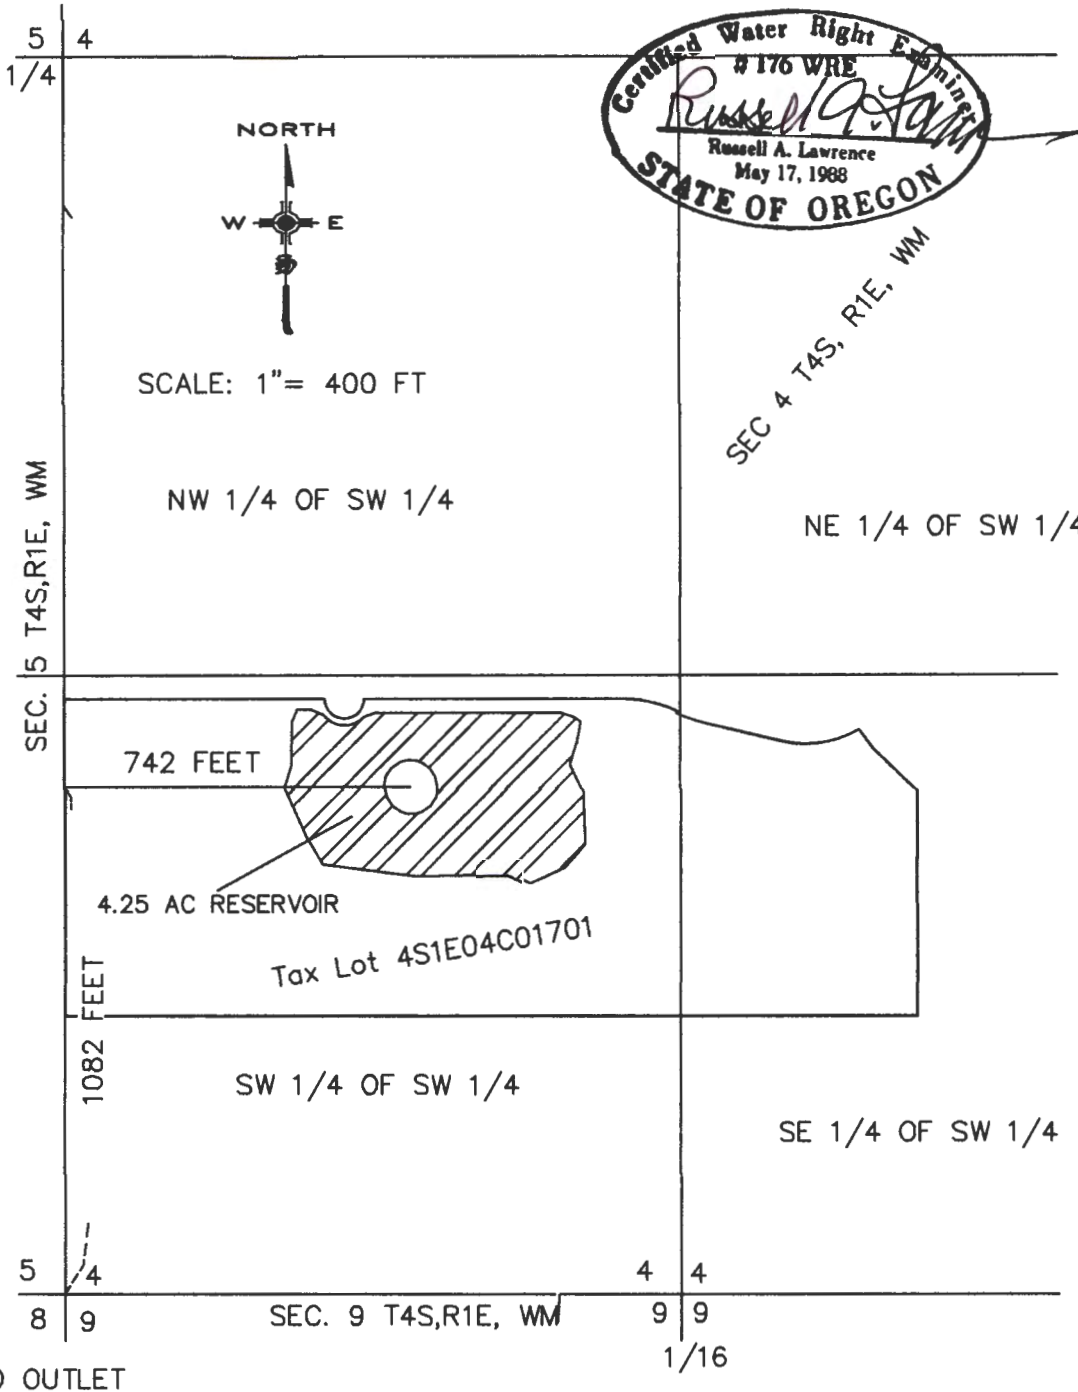 5 4
1/4
Certified Water Right Examiner
# 176 WRE
Russell A. Lawrence
May 17, 1988
STATE OF OREGON
NORTH
W E
SCALE: 1"= 400 FT
SEC 4 T4S, R1E, WM
NW 1/4 OF SW 1/4
NE 1/4 OF SW 1/4
SEC. 5 T4S,R1E, WM
742 FEET
4.25 AC RESERVOIR
Tax Lot 4S1E04C01701
1082 FEET
SW 1/4 OF SW 1/4
SE 1/4 OF SW 1/4
5 4
4 4
8 9
SEC. 9 T4S,R1E, WM
9 9
1/16
OUTLET